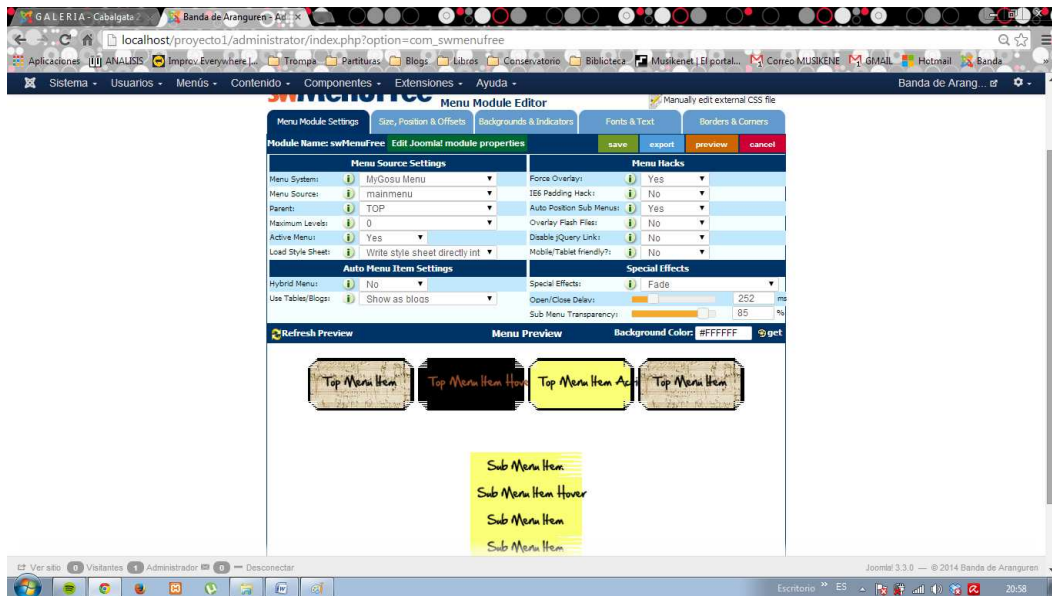 G A L E R I A - Cabalgata 2
Banda de Aranguren - Ad
localhost/proyecto1/administrator/index.php?option=com_swmenufree
Aplicaciones ANALISIS Improv Everywhere |... Trompa Partituras Blogs Libros Conservatorio Biblioteca Musikenet | El portal... Correo MUSIKENE GMAIL Hotmail Banda »
Sistema Usuarios Menús Contenido Componentes Extensiones Ayuda Banda de Arang...
swMenuFree Menu Module Editor Manually edit external CSS file
Menu Module Settings Size, Position & Offsets Backgrounds & Indicators Fonts & Text Borders & Corners
Module Name: swMenuFree Edit Joomla! module properties save export preview cancel
Menu Source Settings Menu Hacks
Menu System: MyGosu Menu Force Overlay: Yes
Menu Source: mainmenu IE6 Padding Hack: No
Parent: TOP Auto Position Sub Menus: Yes
Maximum Levels: 0 Overlay Flash Files: No
Active Menu: Yes Disable jQuery Link: No
Load Style Sheet: Write style sheet directly int Mobile/Tablet friendly?: No
Auto Menu Item Settings Special Effects
Hybrid Menu: No Special Effects: Fade
Use Tables/Blogs: Show as blogs Open/Close Delay: 252 ms
Sub Menu Transparency: 85 %
Refresh Preview Menu Preview Background Color: #FFFFFF get
Top Menu Item Top Menu Item Hove Top Menu Item Acti Top Menu Item
Sub Menu Item
Sub Menu Item Hover
Sub Menu Item
Sub Menu Item
Ver sitio 0 Visitantes 1 Administrador 0 Desconectar Joomla! 3.3.0 — © 2014 Banda de Aranguren
Escritorio » ES 20:58